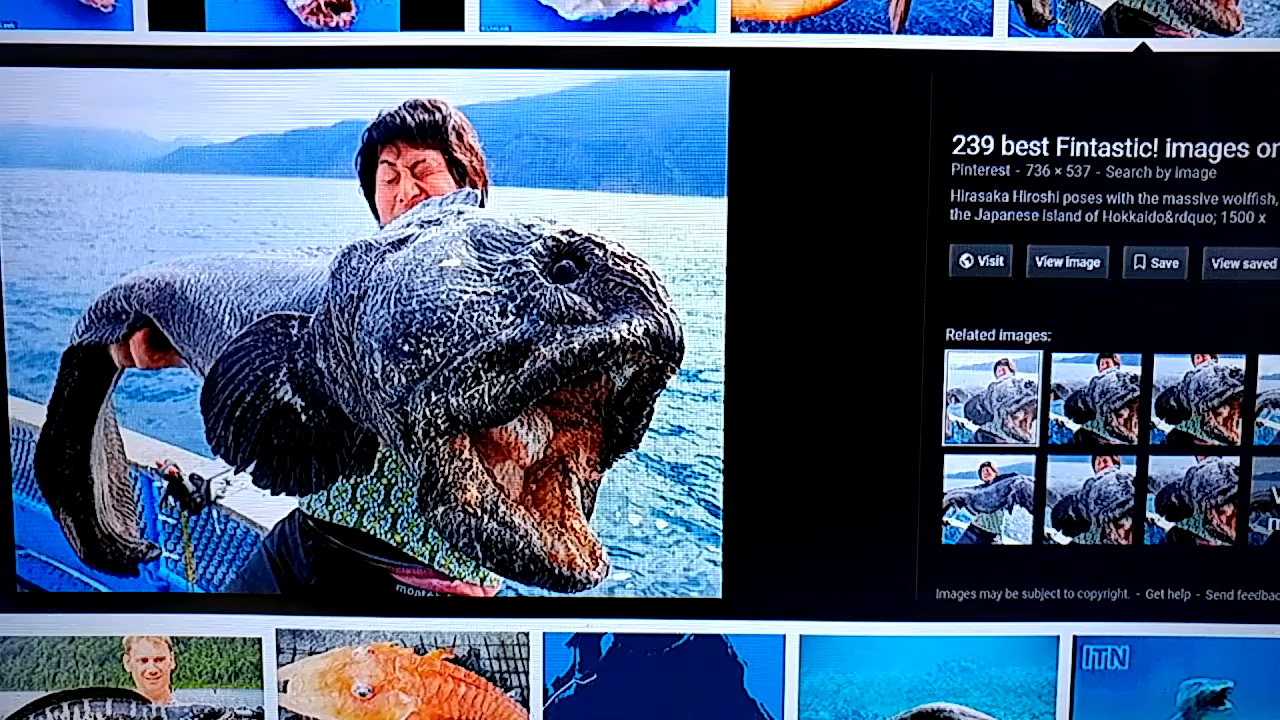 239 best Fintastic! images on
Pinterest - 736 × 537 - Search by image
Hirasaka Hiroshi poses with the massive wolffish,
the Japanese island of Hokkaido&rdquo; 1500 x
Visit
View image
Save
View saved
Related images:
Images may be subject to copyright. - Get help - Send feedbac
ITN